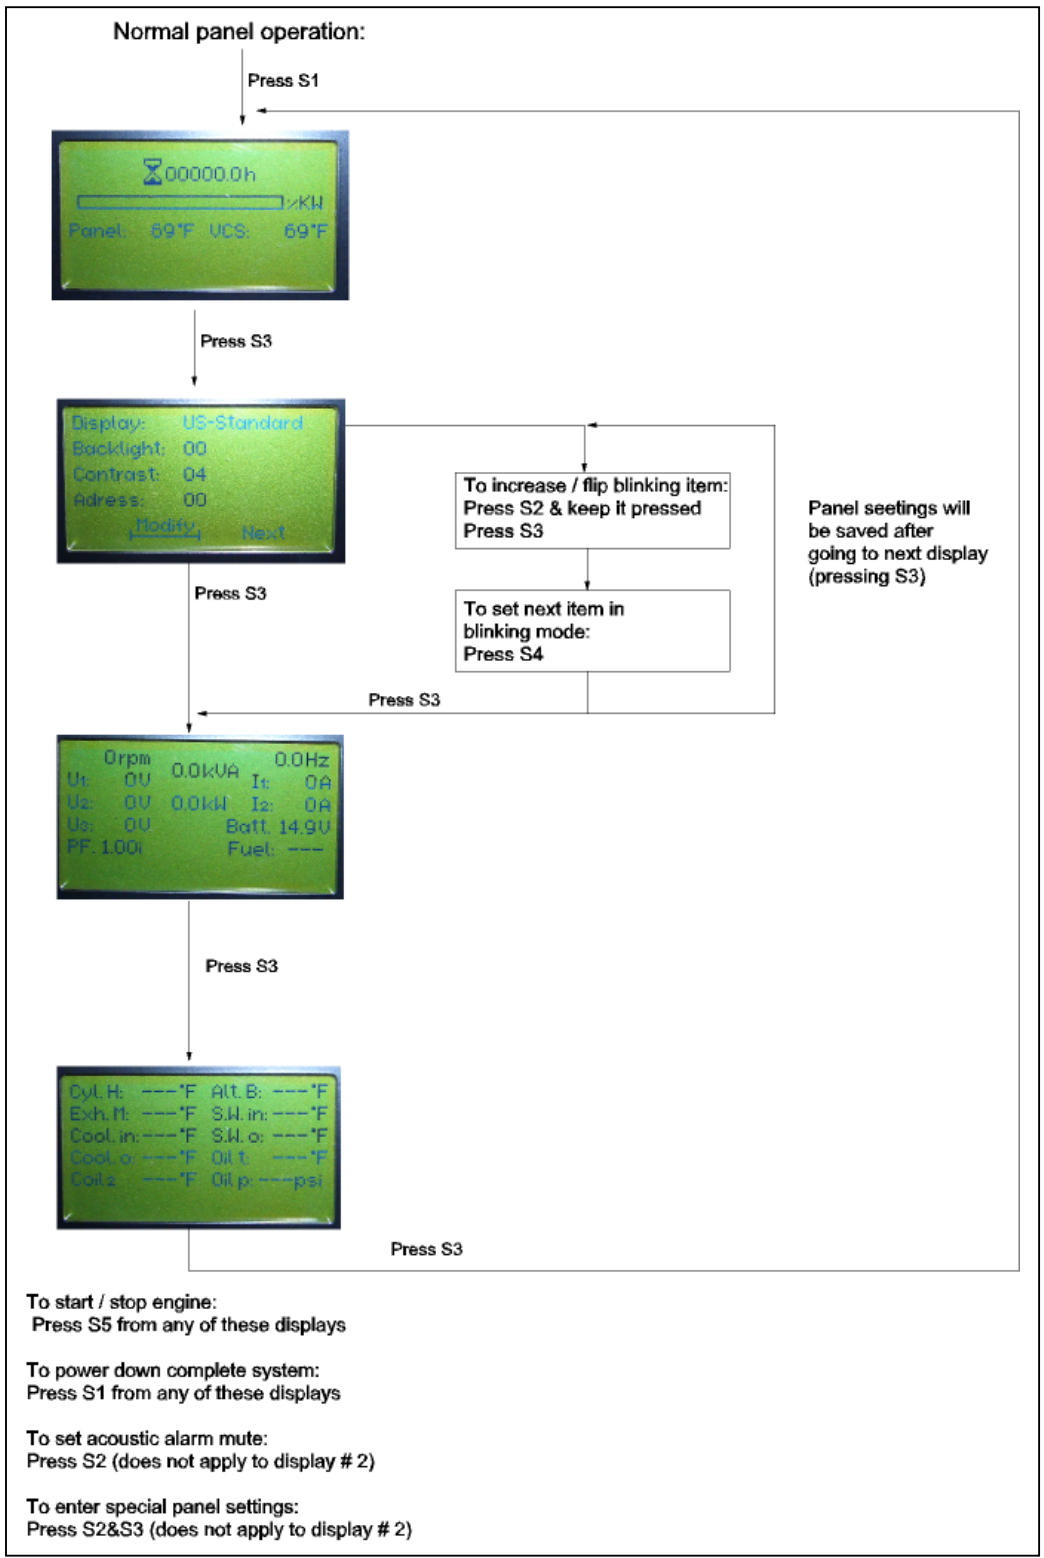 Normal panel operation:
Press S1
00000.0h
%KW
Panel: 69°F VCS: 69°F
Press S3
Display: US-Standard
Backlight: 00
Contrast: 04
Adress: 00
Modify Next
To increase / flip blinking item:
Press S2 & keep it pressed
Press S3
To set next item in
blinking mode:
Press S4
Panel seetings will
be saved after
going to next display
(pressing S3)
Press S3
Press S3
0rpm 0.0kVA 0.0Hz
U1: 0V I1: 0A
U2: 0V 0.0kW I2: 0A
U3: 0V Batt. 14.9V
PF. 1.00i Fuel: ---
Press S3
Cyl. H: ---°F Alt. B: ---°F
Exh. M: ---°F S.W. in: ---°F
Cool. in: ---°F S.W. o: ---°F
Cool. o: ---°F Oil t: ---°F
Coil 2 ---°F Oil p: ---psi
Press S3
To start / stop engine:
Press S5 from any of these displays
To power down complete system:
Press S1 from any of these displays
To set acoustic alarm mute:
Press S2 (does not apply to display # 2)
To enter special panel settings:
Press S2&S3 (does not apply to display # 2)